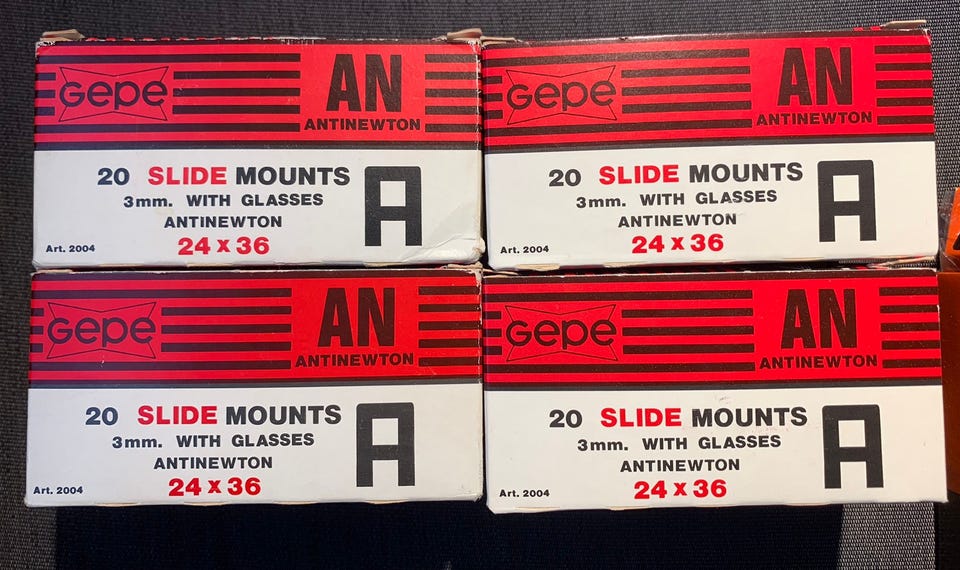 Gepe
AN
ANTINEWTON
20 SLIDE MOUNTS
3mm. WITH GLASSES
ANTINEWTON
24 x 36
Art. 2004
A
Gepe
AN
ANTINEWTON
20 SLIDE MOUNTS
3mm. WITH GLASSES
ANTINEWTON
24 x 36
Art. 2004
A
Gepe
AN
ANTINEWTON
20 SLIDE MOUNTS
3mm. WITH GLASSES
ANTINEWTON
24 x 36
Art. 2004
A
Gepe
AN
ANTINEWTON
20 SLIDE MOUNTS
3mm. WITH GLASSES
ANTINEWTON
24 x 36
Art. 2004
A